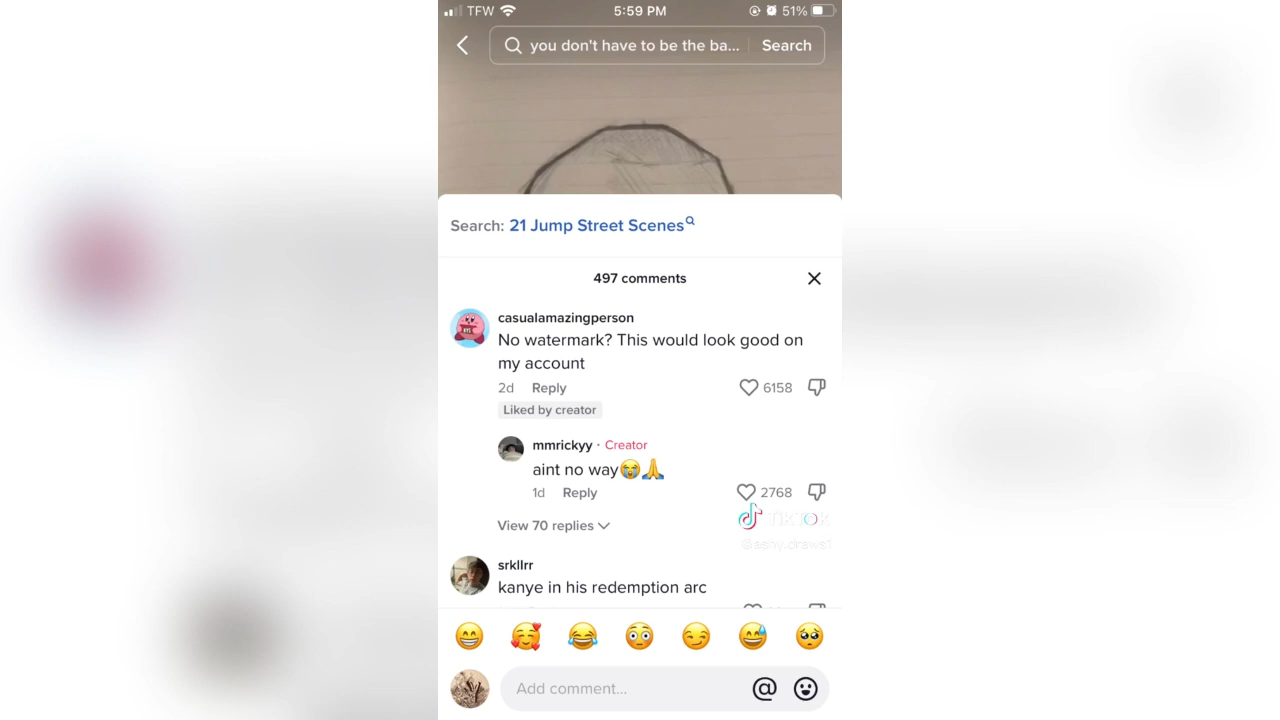 TFW 5:59 PM 51%
you don't have to be the ba... Search
Search: 21 Jump Street Scenes
497 comments
casualamazingperson
No watermark? This would look good on
my account
2d Reply 6158
Liked by creator
mmrickyy · Creator
aint no way😭🙏
1d Reply 2768
TikTok
View 70 replies
srkllrr
kanye in his redemption arc
Add comment...